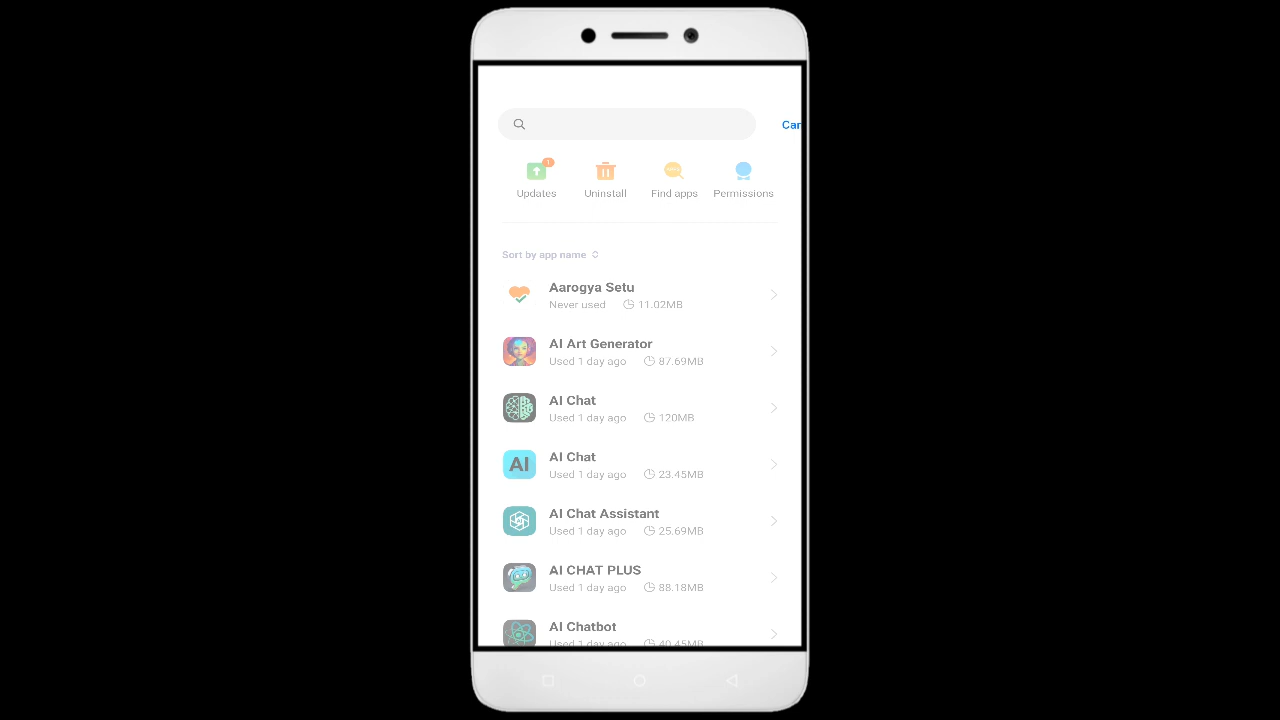 Can
Updates
Uninstall
Find apps
Permissions
Sort by app name
Aarogya Setu
Never used 11.02MB
AI Art Generator
Used 1 day ago 87.69MB
AI Chat
Used 1 day ago 120MB
AI
AI Chat
Used 1 day ago 23.45MB
AI Chat Assistant
Used 1 day ago 25.69MB
AI CHAT PLUS
Used 1 day ago 88.18MB
AI Chatbot
Used 1 day ago 40.45MB